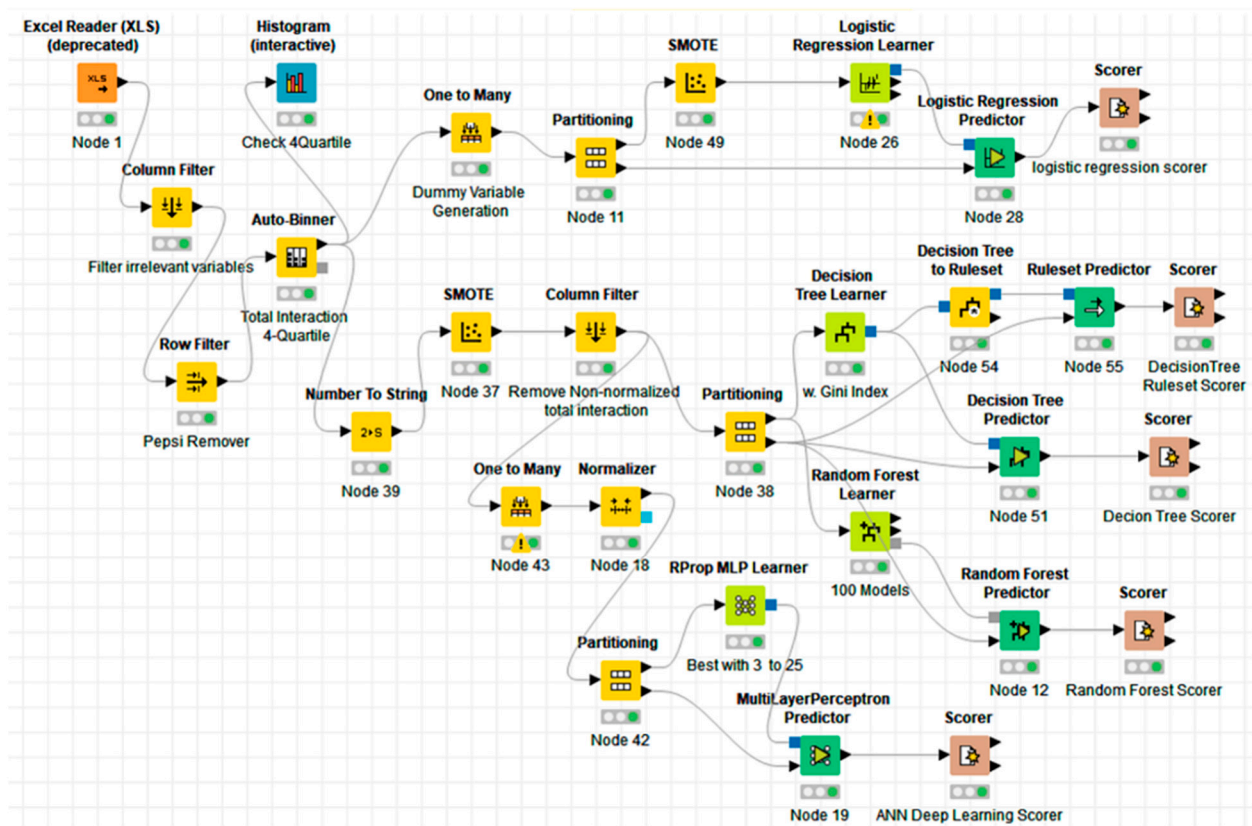 Excel Reader (XLS)
(deprecated)
XLS
Node 1
Histogram
(interactive)
Check 4Quartile
Column Filter
Filter irrelevant variables
Row Filter
Pepsi Remover
Auto-Binner
Total Interaction
4-Quartile
One to Many
Dummy Variable
Generation
Partitioning
Node 11
SMOTE
Node 49
Logistic
Regression Learner
Node 26
Logistic Regression
Predictor
Node 28
Scorer
logistic regression scorer
Number To String
2▸S
Node 39
SMOTE
Node 37
Column Filter
Remove Non-normalized
total interaction
Partitioning
Node 38
Decision
Tree Learner
w. Gini Index
Decision Tree
to Ruleset
Node 54
Ruleset Predictor
Node 55
Scorer
DecisionTree
Ruleset Scorer
Decision Tree
Predictor
Node 51
Scorer
Decion Tree Scorer
Random Forest
Learner
100 Models
Random Forest
Predictor
Node 12
Scorer
Random Forest Scorer
One to Many
Node 43
Normalizer
Node 18
Partitioning
Node 42
RProp MLP Learner
Best with 3 to 25
MultiLayerPerceptron
Predictor
Node 19
Scorer
ANN Deep Learning Scorer